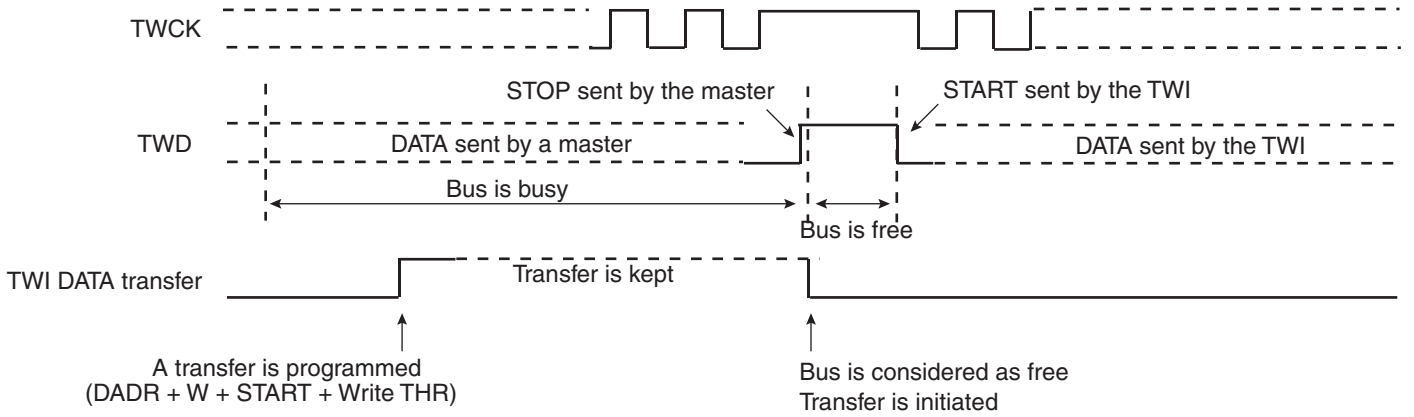 TWCK
STOP sent by the master
START sent by the TWI
TWD
DATA sent by a master
DATA sent by the TWI
Bus is busy
Bus is free
TWI DATA transfer
Transfer is kept
A transfer is programmed
(DADR + W + START + Write THR)
Bus is considered as free
Transfer is initiated